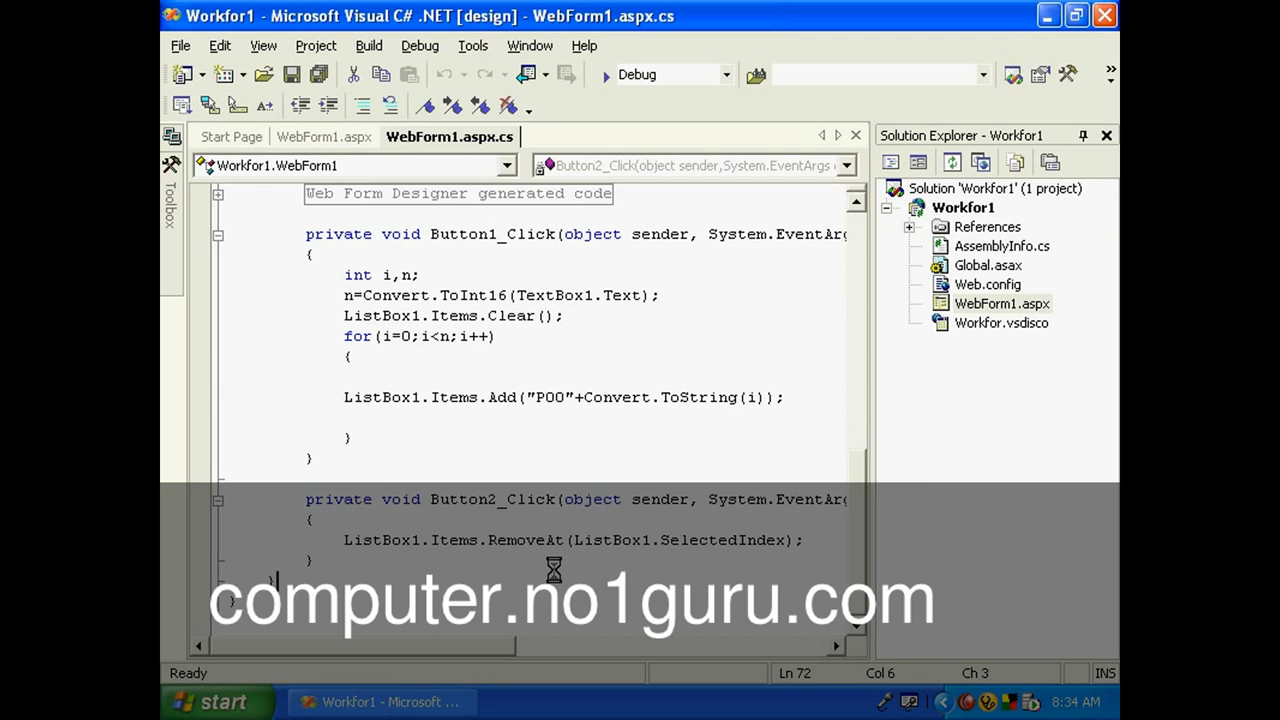 Workfor1 - Microsoft Visual C# .NET [design] - WebForm1.aspx.cs
File Edit View Project Build Debug Tools Window Help
Debug
Start Page WebForm1.aspx WebForm1.aspx.cs
Solution Explorer - Workfor1
Toolbox
Workfor1.WebForm1
Button2_Click(object sender,System.EventArgs e
Solution 'Workfor1' (1 project)
Workfor1
References
AssemblyInfo.cs
Global.asax
Web.config
WebForm1.aspx
Workfor.vsdisco
Web Form Designer generated code
private void Button1_Click(object sender, System.EventArg
{
int i,n;
n=Convert.ToInt16(TextBox1.Text);
ListBox1.Items.Clear();
for(i=0;i<n;i++)
{
ListBox1.Items.Add("P00"+Convert.ToString(i));
}
}
private void Button2_Click(object sender, System.EventArg
{
ListBox1.Items.RemoveAt(ListBox1.SelectedIndex);
}
}
}
computer.no1guru.com
Ready Ln 72 Col 6 Ch 3 INS
start Workfor1 - Microsoft ... 8:34 AM